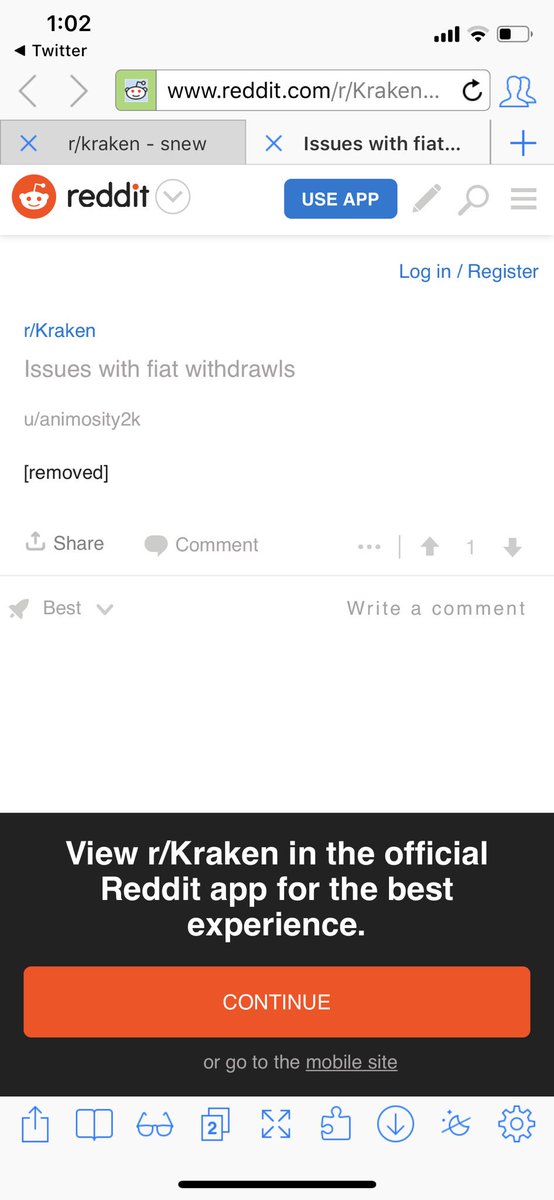 1:02
◀ Twitter
www.reddit.com/r/Kraken...
r/kraken - snew
Issues with fiat...
reddit
USE APP
Log in / Register
r/Kraken
Issues with fiat withdrawls
u/animosity2k
[removed]
Share Comment 1
Best Write a comment
View r/Kraken in the official
Reddit app for the best
experience.
CONTINUE
or go to the mobile site
2